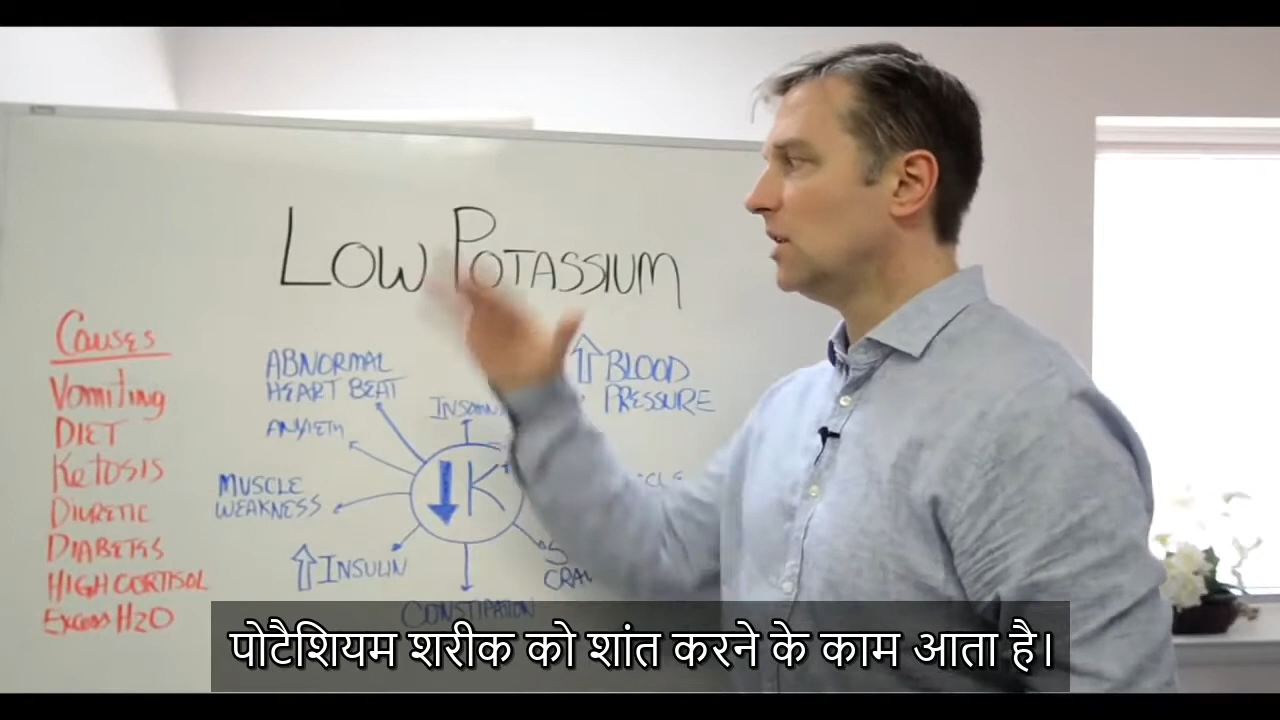 LOW POTASSIUM
Causes
Vomiting
DIET
Ketosis
DIURETIC
DIABETES
HIGH CORTISOL
Excess H2O
ABNORMAL
HEART BEAT
ANXIETY
MUSCLE
WEAKNESS
INSULIN
CONSTIPATION
K
BLOOD
PRESSURE
पोटैशियम शरीक को शांत करने के काम आता है।